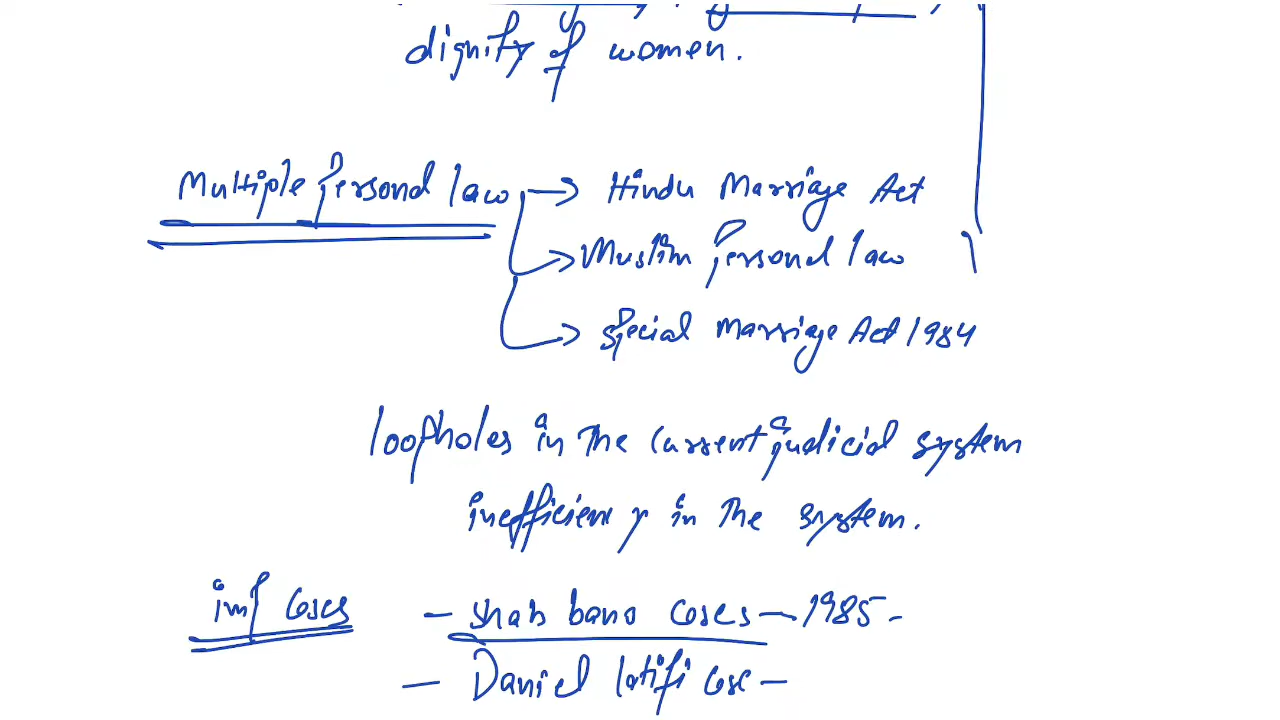 dignity of women.
Multiple personal law → Hindu Marriage Act
→ Muslim personal law
→ special marriage Act 1984
loopholes in the current judicial system
inefficiency in the system.
imp Cases - shah bano Cases - 1985 -
- Daniel latifi Case -